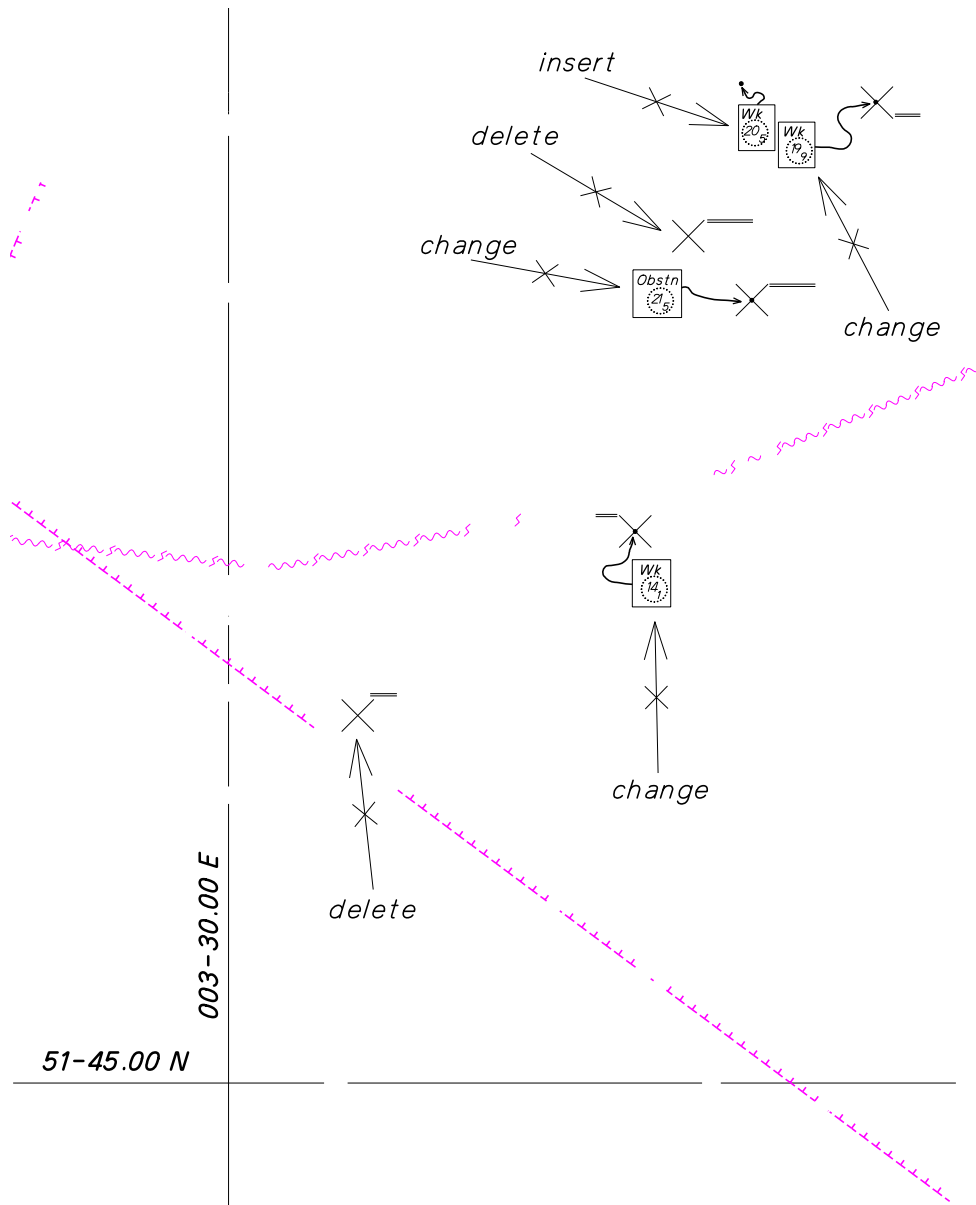 insert
Wk
20 5
Wk
19 9
delete
change
Obstn
21 5
change
Wk
14 1
change
delete
003-30.00 E
51-45.00 N